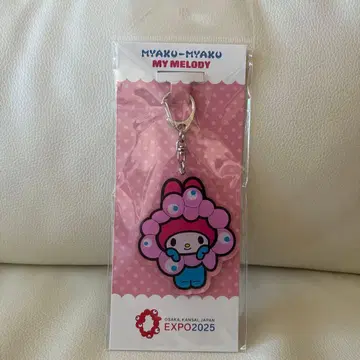 MYAKU-MYAKU
MY MELODY
OSAKA, KANSAI, JAPAN
EXPO2025